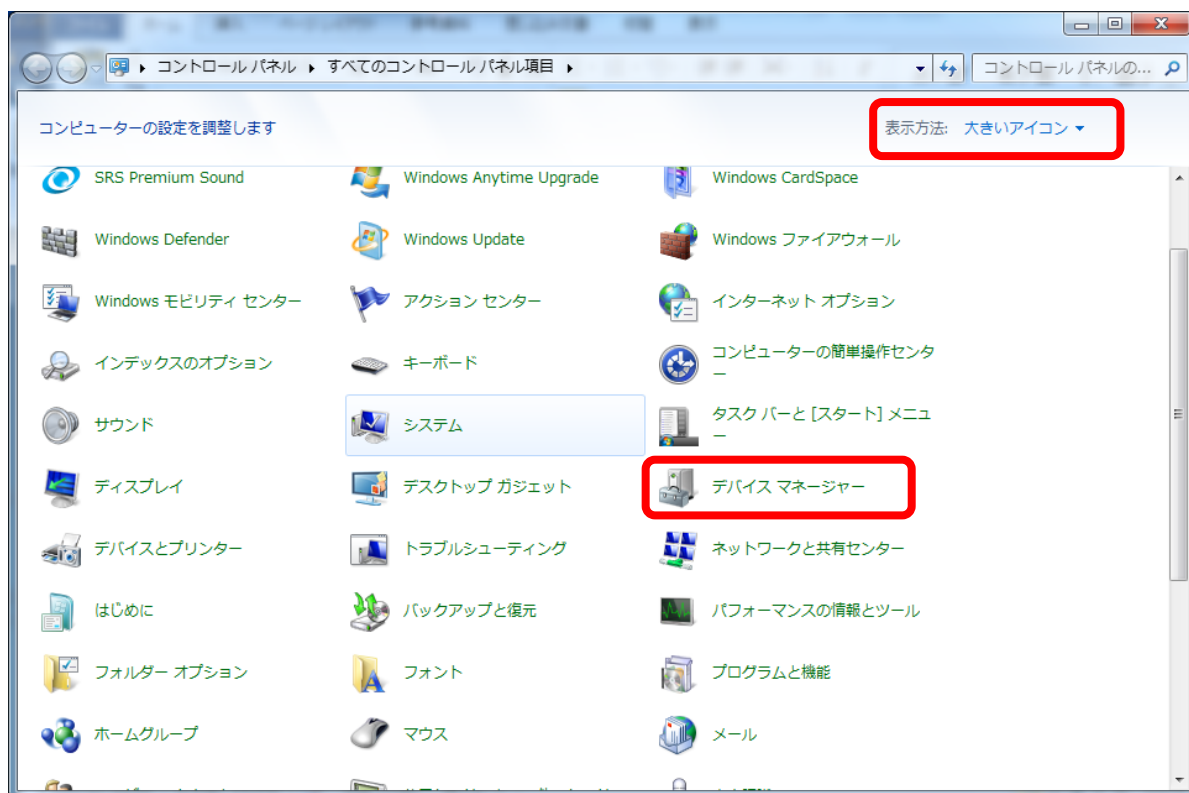 コントロール パネル すべてのコントロール パネル項目 コントロール パネルの...
コンピューターの設定を調整します 表示方法: 大きいアイコン
SRS Premium Sound Windows Anytime Upgrade Windows CardSpace
Windows Defender Windows Update Windows ファイアウォール
Windows モビリティ センター アクション センター インターネット オプション
インデックスのオプション キーボード コンピューターの簡単操作センタ
ー
サウンド システム タスク バーと [スタート] メニュ
ー
ディスプレイ デスクトップ ガジェット デバイス マネージャー
デバイスとプリンター トラブルシューティング ネットワークと共有センター
はじめに バックアップと復元 パフォーマンスの情報とツール
フォルダー オプション フォント プログラムと機能
ホームグループ マウス メール